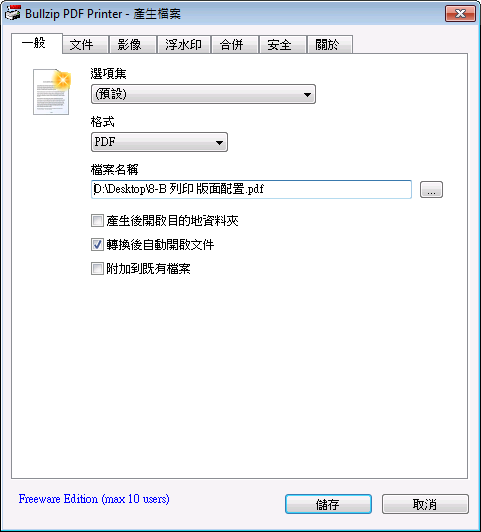 Bullzip PDF Printer - 產生檔案
一般 文件 影像 浮水印 合併 安全 關於
選項集
(預設)
格式
PDF
檔案名稱
D:\Desktop\8-B 列印 版面配置.pdf ...
產生後開啟目的地資料夾
轉換後自動開啟文件
附加到既有檔案
Freeware Edition (max 10 users)
儲存 取消